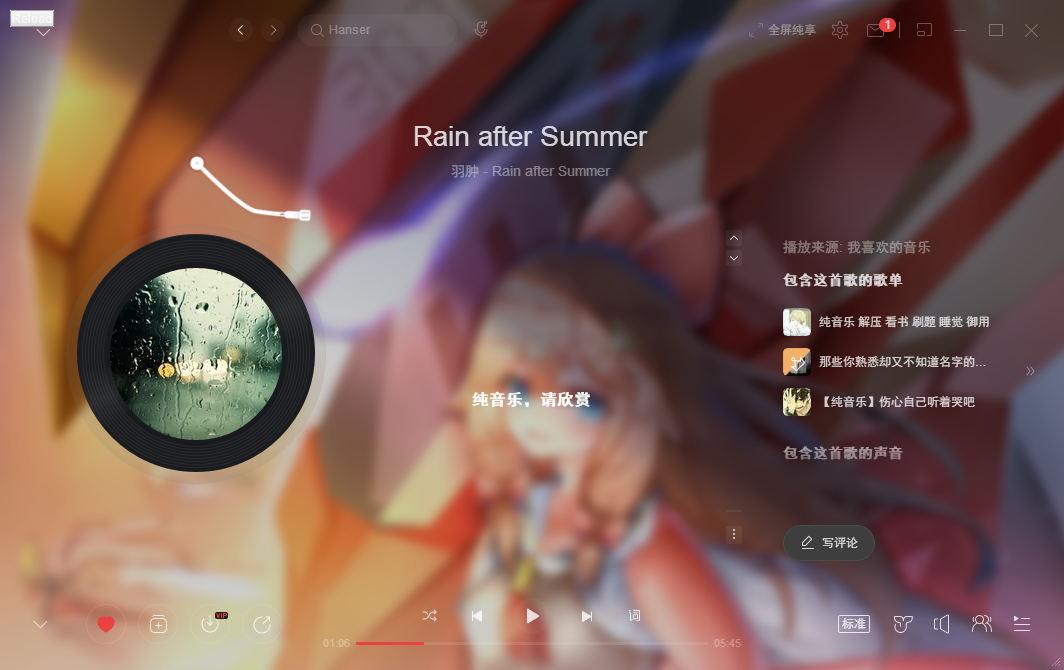 Reload
Hanser
全屏纯享
1
Rain after Summer
羽肿 - Rain after Summer
播放来源: 我喜欢的音乐
包含这首歌的歌单
纯音乐 解压 看书 刷题 睡觉 御用
那些你熟悉却又不知道名字的...
【纯音乐】伤心自己听着哭吧
纯音乐，请欣赏
包含这首歌的声音
写评论
VIP
词
标准
01:06
05:45